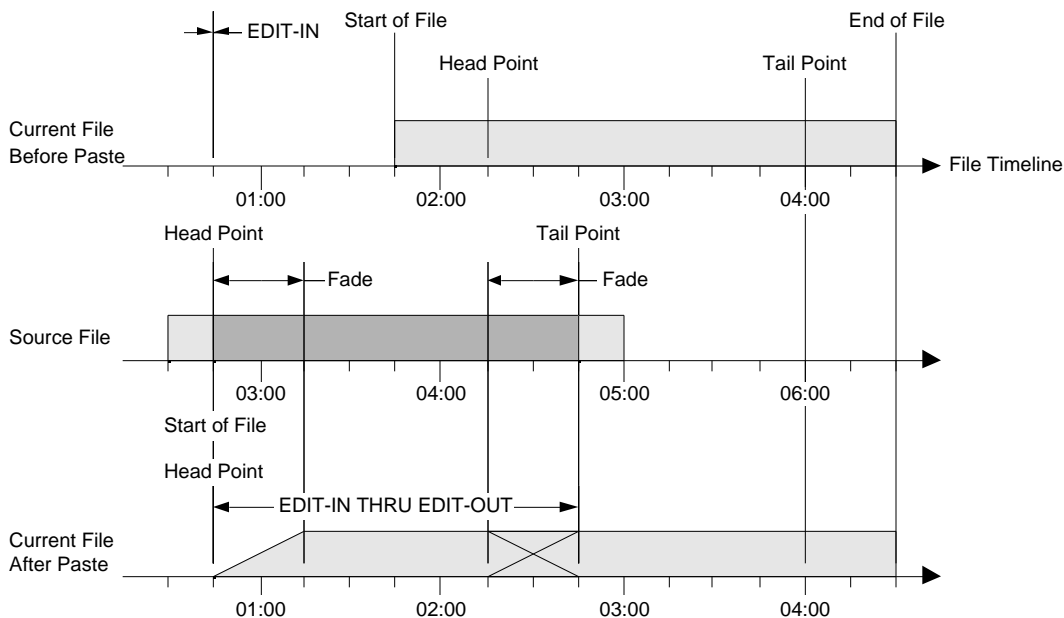 EDIT-IN
Start of File
End of File
Head Point
Tail Point
Current File
Before Paste
File Timeline
01:00
02:00
03:00
04:00
Head Point
Tail Point
Fade
Fade
Source File
03:00
04:00
05:00
06:00
Start of File
Head Point
EDIT-IN THRU EDIT-OUT
Current File
After Paste
01:00
02:00
03:00
04:00